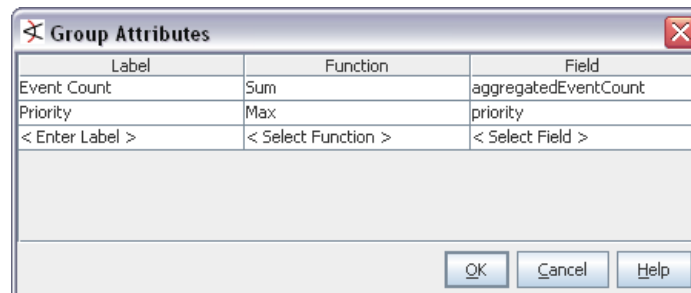 Group Attributes
Label Function Field
Event Count Sum aggregatedEventCount
Priority Max priority
< Enter Label > < Select Function > < Select Field >
OK Cancel Help